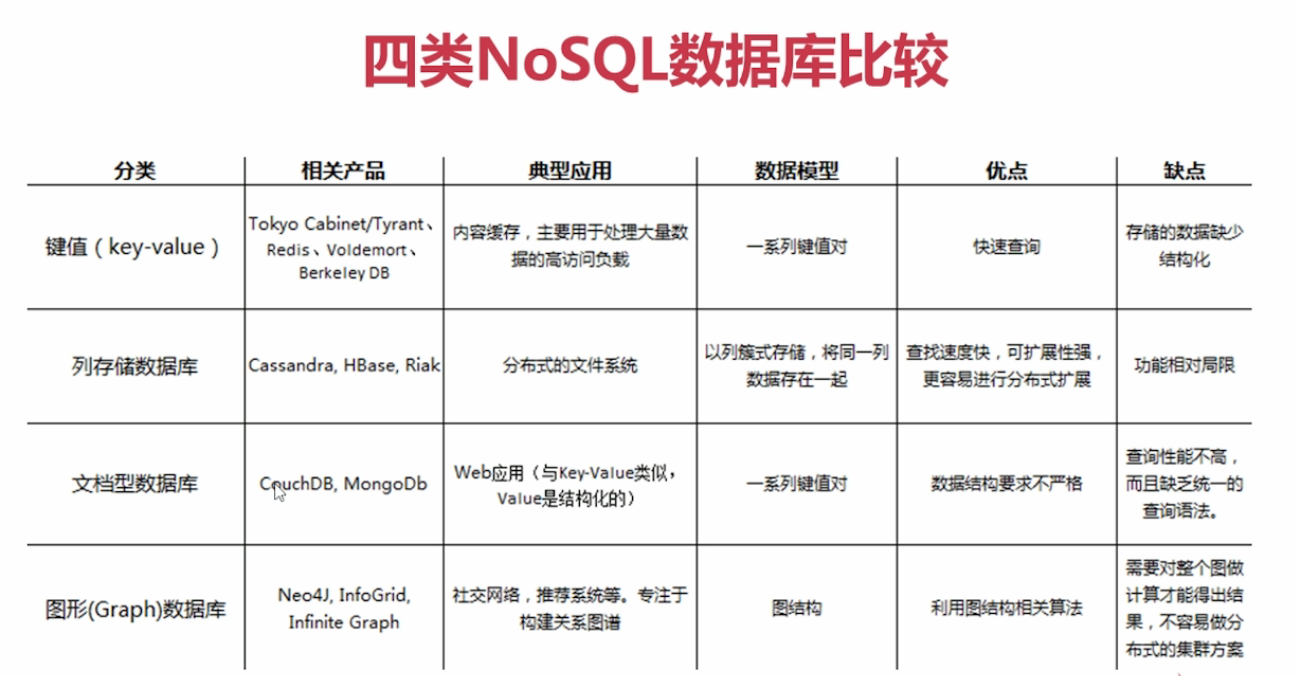 四类NoSQL数据库比较
分类 相关产品 典型应用 数据模型 优点 缺点
键值（key-value）
Tokyo Cabinet/Tyrant、
Redis、Voldemort、
Berkeley DB
内容缓存，主要用于处理大量数
据的高访问负载
一系列键值对
快速查询
存储的数据缺少
结构化
列存储数据库
Cassandra, HBase, Riak
分布式的文件系统
以列簇式存储，将同一列
数据存在一起
查找速度快，可扩展性强，
更容易进行分布式扩展
功能相对局限
文档型数据库
CouchDB, MongoDb
Web应用（与Key-Value类似，
Value是结构化的）
一系列键值对
数据结构要求不严格
查询性能不高，
而且缺乏统一的
查询语法。
图形(Graph)数据库
Neo4J, InfoGrid,
Infinite Graph
社交网络，推荐系统等。专注于
构建关系图谱
图结构
利用图结构相关算法
需要对整个图做
计算才能得出结
果，不容易做分
布式的集群方案